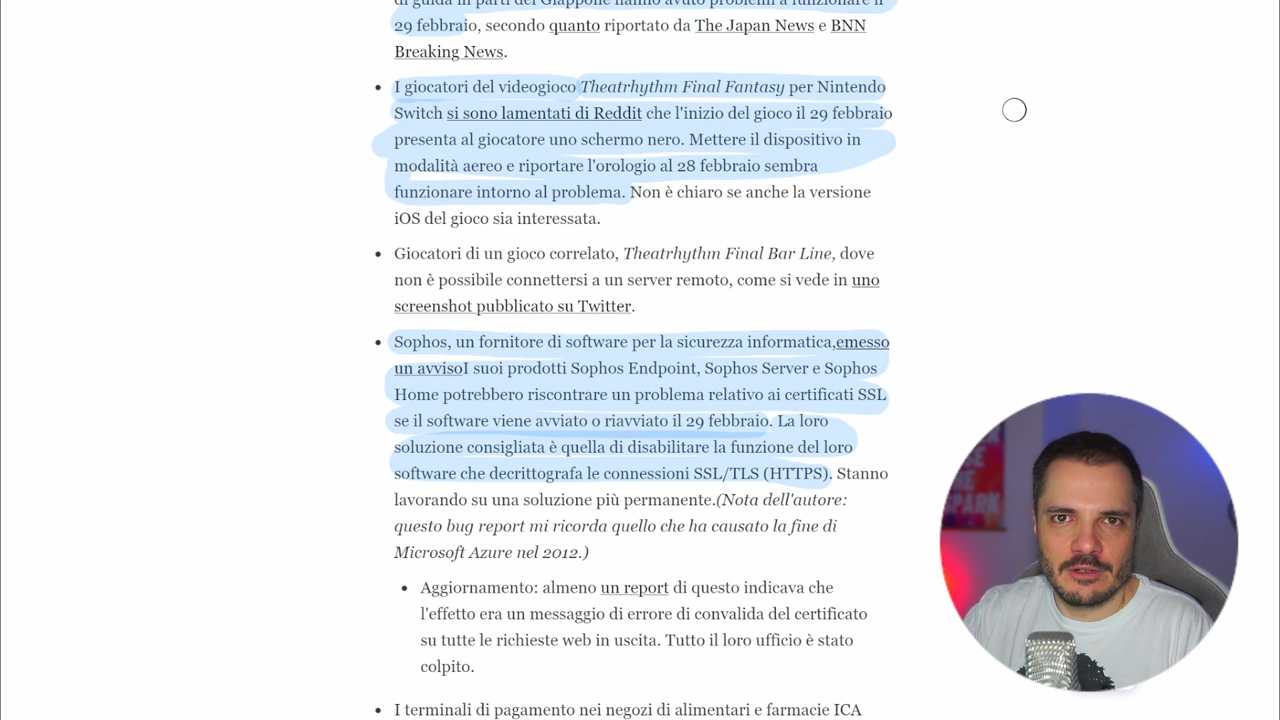 di guida in parti del Giappone hanno avuto problemi a funzionare il
29 febbraio, secondo quanto riportato da The Japan News e BNN
Breaking News.
I giocatori del videogioco Theatrhythm Final Fantasy per Nintendo
Switch si sono lamentati di Reddit che l'inizio del gioco il 29 febbraio
presenta al giocatore uno schermo nero. Mettere il dispositivo in
modalità aereo e riportare l'orologio al 28 febbraio sembra
funzionare intorno al problema. Non è chiaro se anche la versione
iOS del gioco sia interessata.
Giocatori di un gioco correlato, Theatrhythm Final Bar Line, dove
non è possibile connettersi a un server remoto, come si vede in uno
screenshot pubblicato su Twitter.
Sophos, un fornitore di software per la sicurezza informatica,emesso
un avvisoI suoi prodotti Sophos Endpoint, Sophos Server e Sophos
Home potrebbero riscontrare un problema relativo ai certificati SSL
se il software viene avviato o riavviato il 29 febbraio. La loro
soluzione consigliata è quella di disabilitare la funzione del loro
software che decrittografa le connessioni SSL/TLS (HTTPS). Stanno
lavorando su una soluzione più permanente.(Nota dell'autore:
questo bug report mi ricorda quello che ha causato la fine di
Microsoft Azure nel 2012.)
Aggiornamento: almeno un report di questo indicava che
l'effetto era un messaggio di errore di convalida del certificato
su tutte le richieste web in uscita. Tutto il loro ufficio è stato
colpito.
I terminali di pagamento nei negozi di alimentari e farmacie ICA